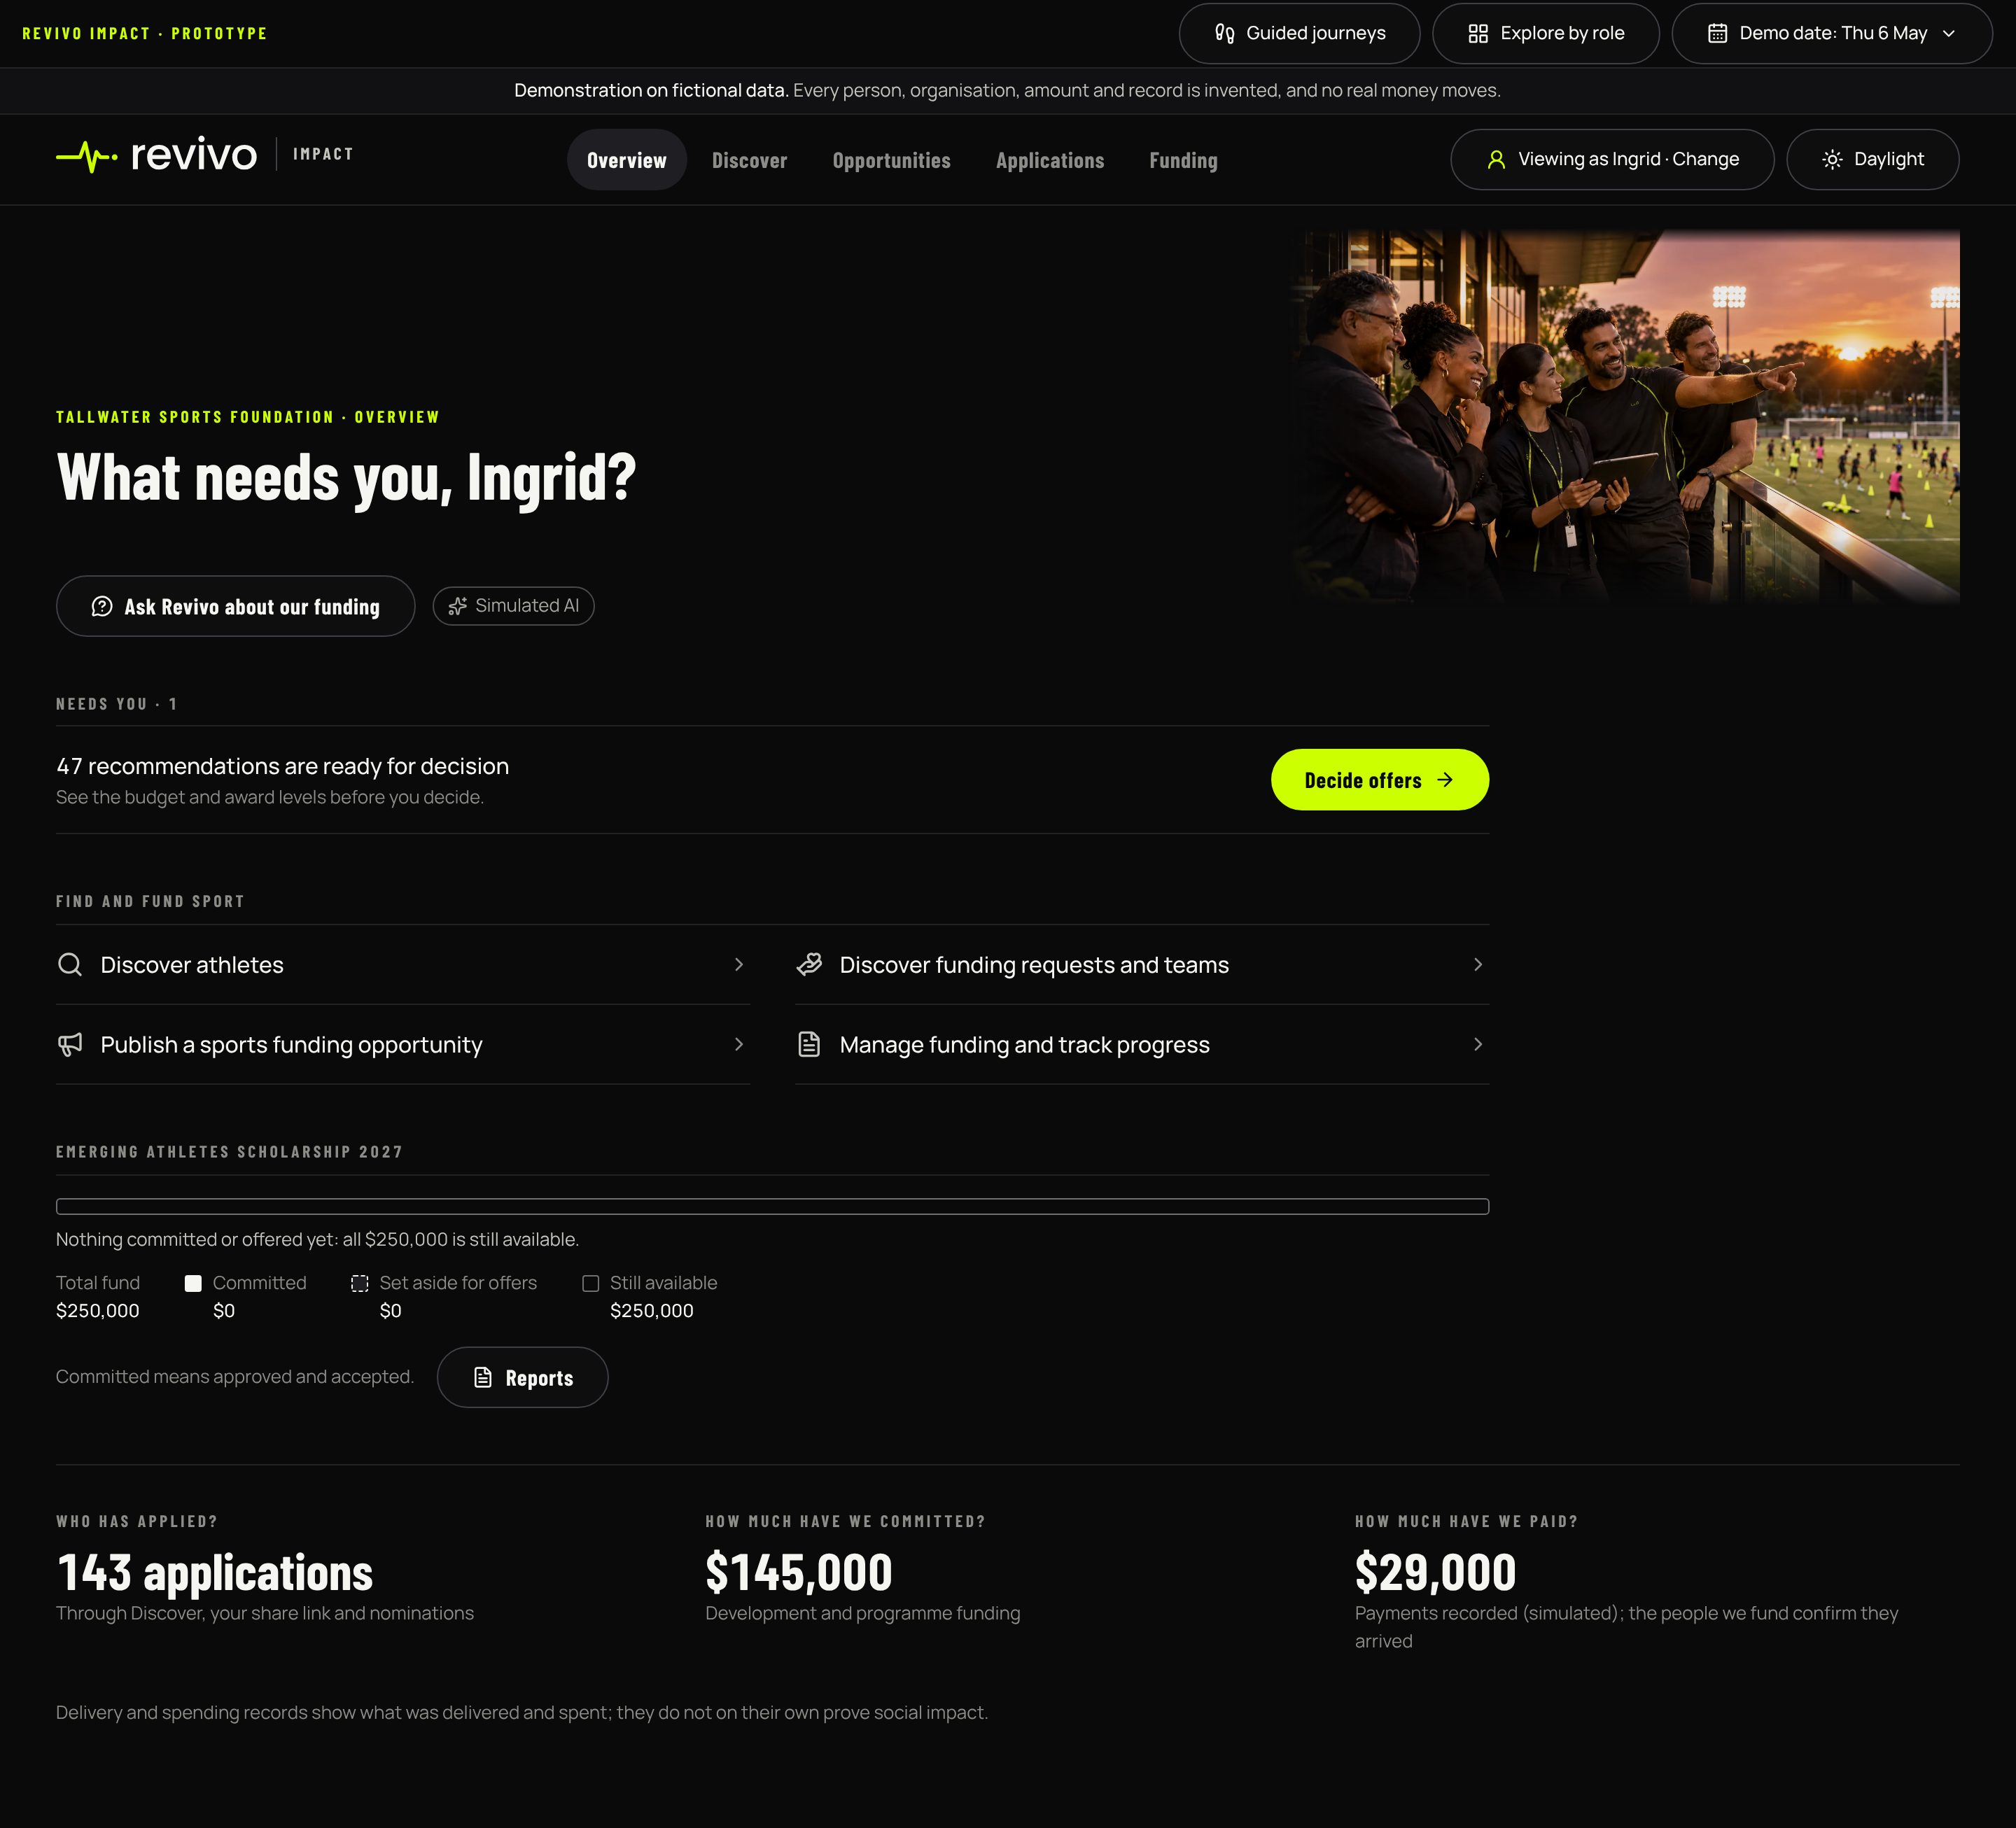 REVIVO IMPACT · PROTOTYPE
Guided journeys
Explore by role
Demo date: Thu 6 May
Demonstration on fictional data. Every person, organisation, amount and record is invented, and no real money moves.
revivo
IMPACT
Overview
Discover
Opportunities
Applications
Funding
Viewing as Ingrid · Change
Daylight
TALLWATER SPORTS FOUNDATION · OVERVIEW
What needs you, Ingrid?
Ask Revivo about our funding
Simulated AI
NEEDS YOU · 1
47 recommendations are ready for decision
See the budget and award levels before you decide.
Decide offers
FIND AND FUND SPORT
Discover athletes
Discover funding requests and teams
Publish a sports funding opportunity
Manage funding and track progress
EMERGING ATHLETES SCHOLARSHIP 2027
Nothing committed or offered yet: all $250,000 is still available.
Total fund
$250,000
Committed
$0
Set aside for offers
$0
Still available
$250,000
Committed means approved and accepted.
Reports
WHO HAS APPLIED?
143 applications
Through Discover, your share link and nominations
HOW MUCH HAVE WE COMMITTED?
$145,000
Development and programme funding
HOW MUCH HAVE WE PAID?
$29,000
Payments recorded (simulated); the people we fund confirm they
arrived
Delivery and spending records show what was delivered and spent; they do not on their own prove social impact.